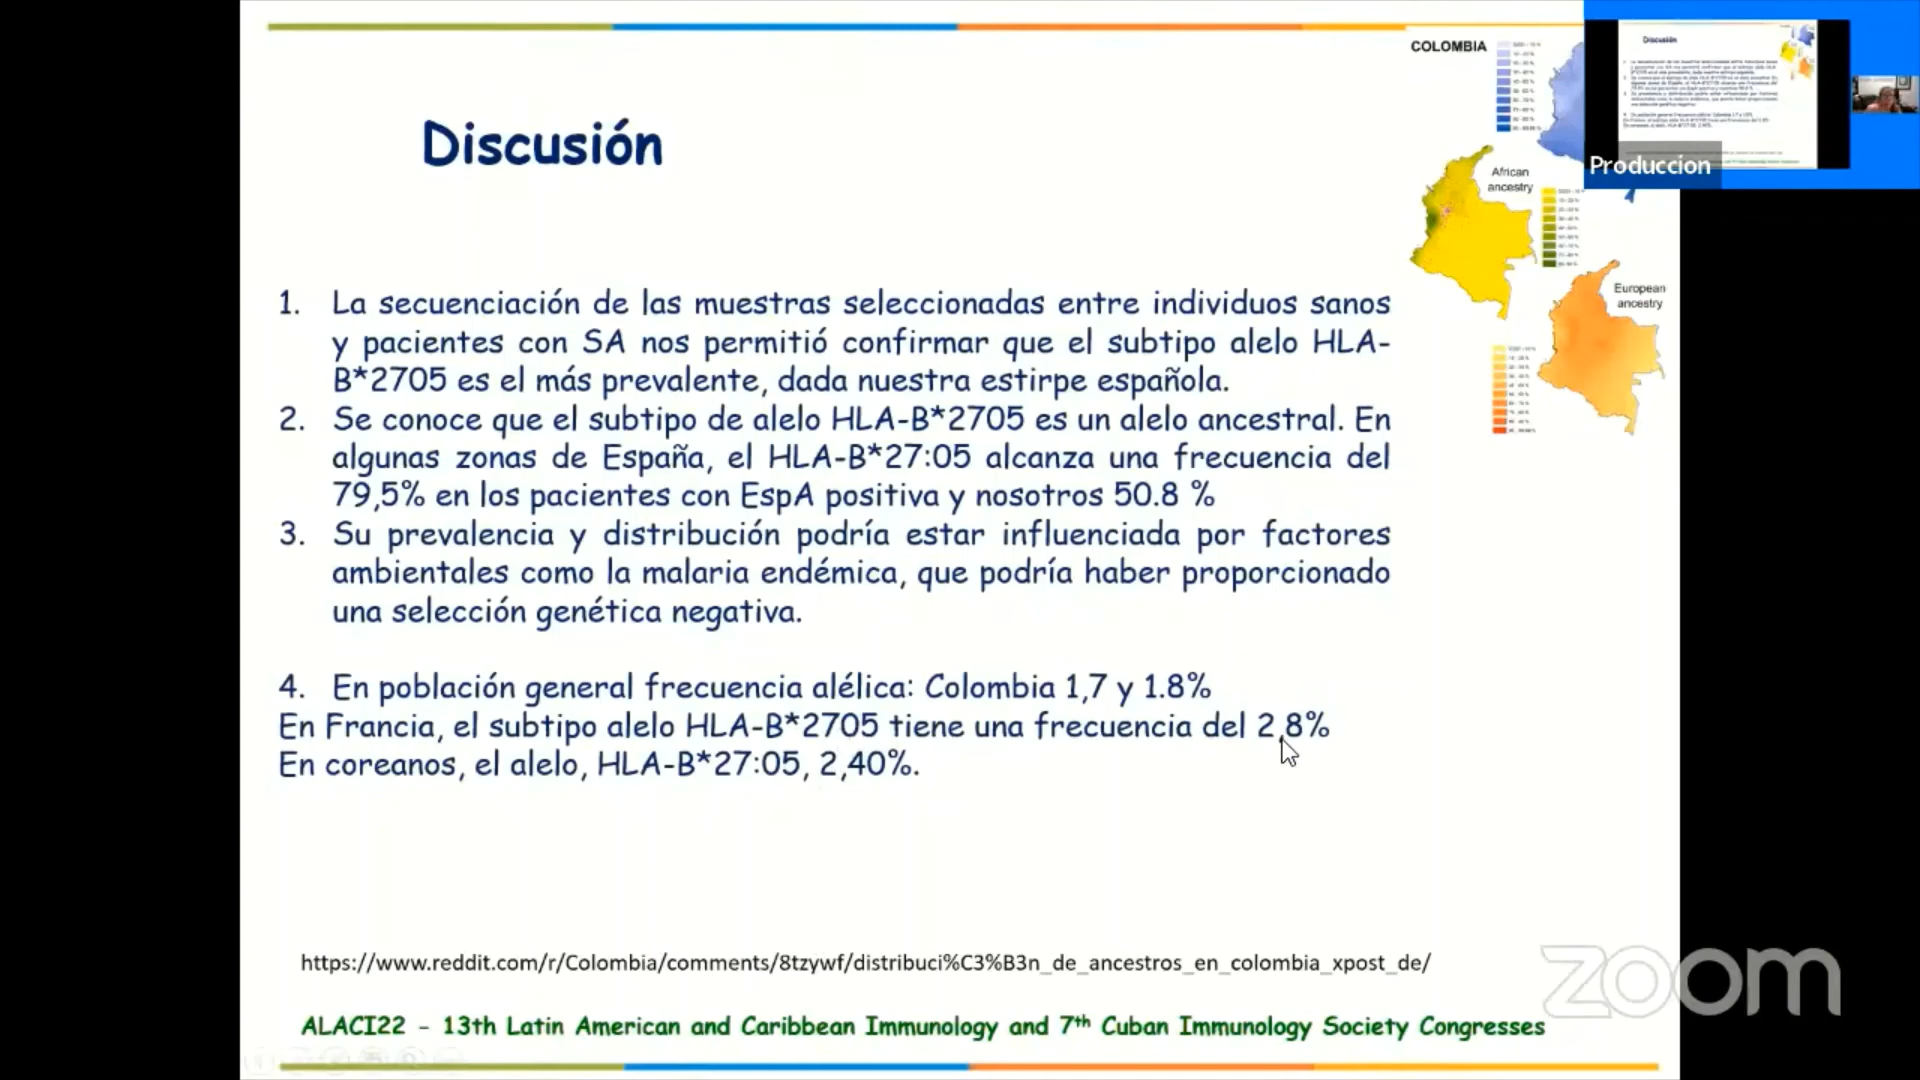 COLOMBIA
Discusión
African
ancestry
Produccion
European
ancestry
1. La secuenciación de las muestras seleccionadas entre individuos sanos
y pacientes con SA nos permitió confirmar que el subtipo alelo HLA-
B*2705 es el más prevalente, dada nuestra estirpe española.
2. Se conoce que el subtipo de alelo HLA-B*2705 es un alelo ancestral. En
algunas zonas de España, el HLA-B*27:05 alcanza una frecuencia del
79,5% en los pacientes con EspA positiva y nosotros 50.8 %
3. Su prevalencia y distribución podría estar influenciada por factores
ambientales como la malaria endémica, que podría haber proporcionado
una selección genética negativa.
4. En población general frecuencia alélica: Colombia 1,7 y 1.8%
En Francia, el subtipo alelo HLA-B*2705 tiene una frecuencia del 2,8%
En coreanos, el alelo, HLA-B*27:05, 2,40%.
https://www.reddit.com/r/Colombia/comments/8tzywf/distribuci%C3%B3n_de_ancestros_en_colombia_xpost_de/
zoom
ALACI22 - 13th Latin American and Caribbean Immunology and 7th Cuban Immunology Society Congresses